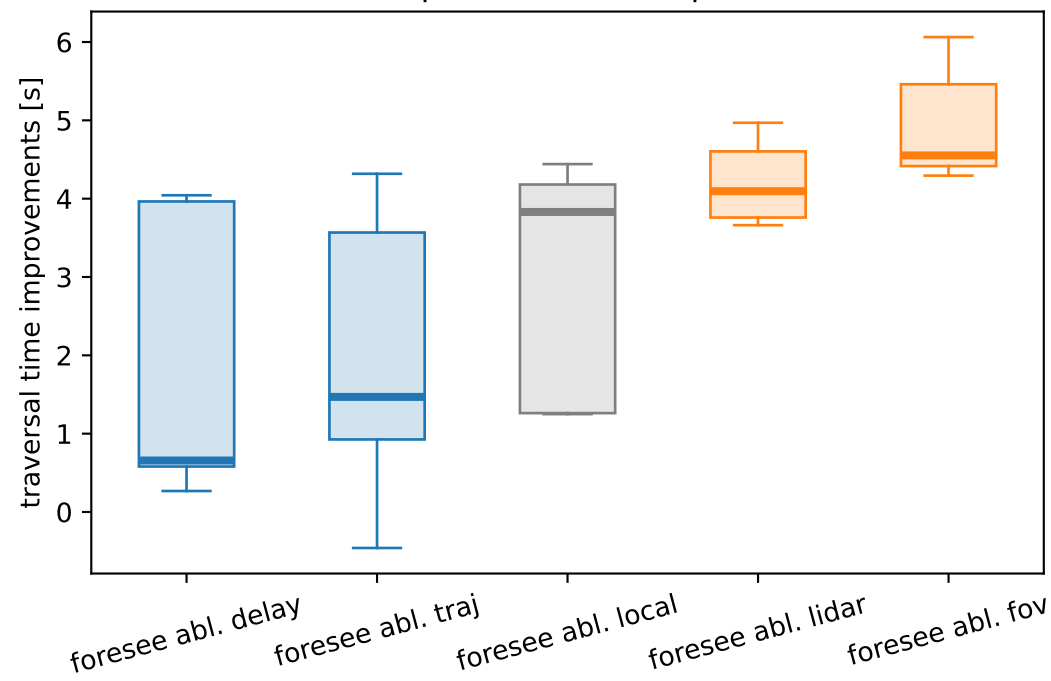 traversal time improvements [s]
6
5
4
3
2
1
0
foresee abl. delay
foresee abl. traj
foresee abl. local
foresee abl. lidar
foresee abl. fov